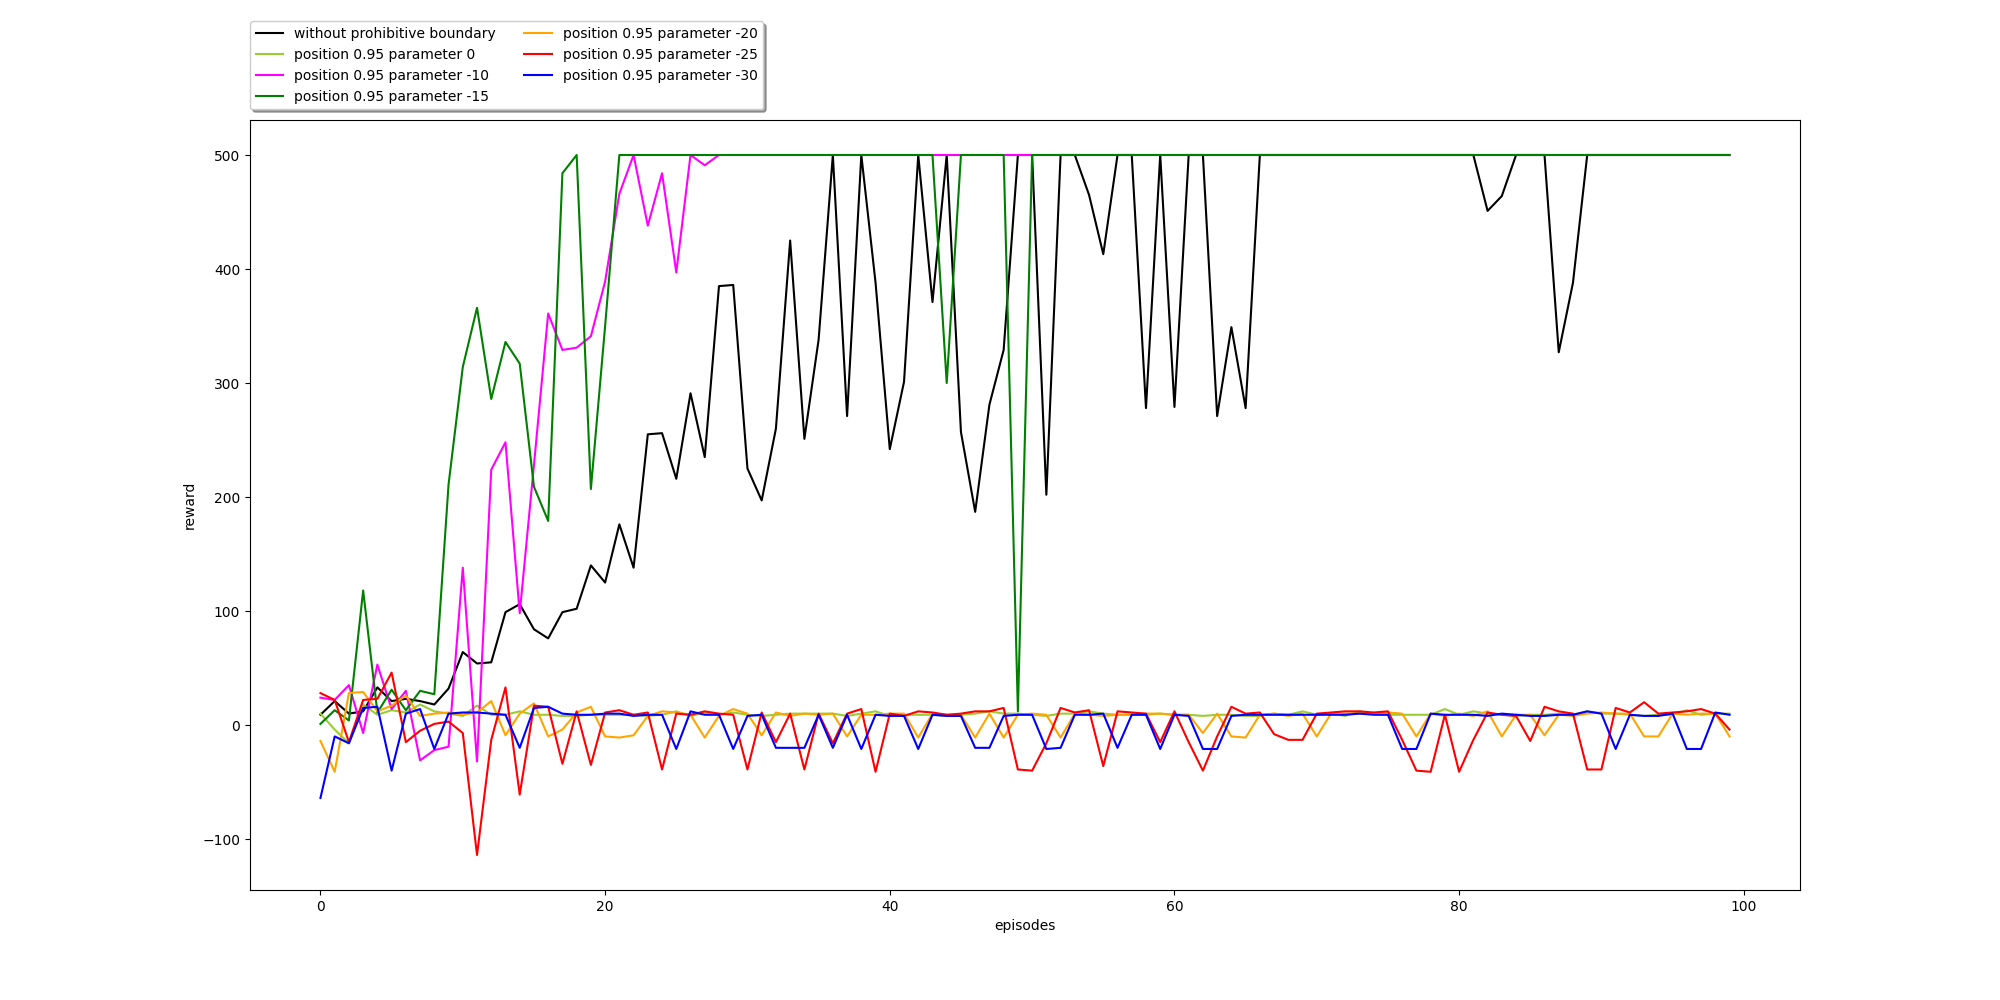 without prohibitive boundary
position 0.95 parameter 0
position 0.95 parameter -10
position 0.95 parameter -15
position 0.95 parameter -20
position 0.95 parameter -25
position 0.95 parameter -30
500
400
300
200
100
0
−100
reward
0 20 40 60 80 100
episodes